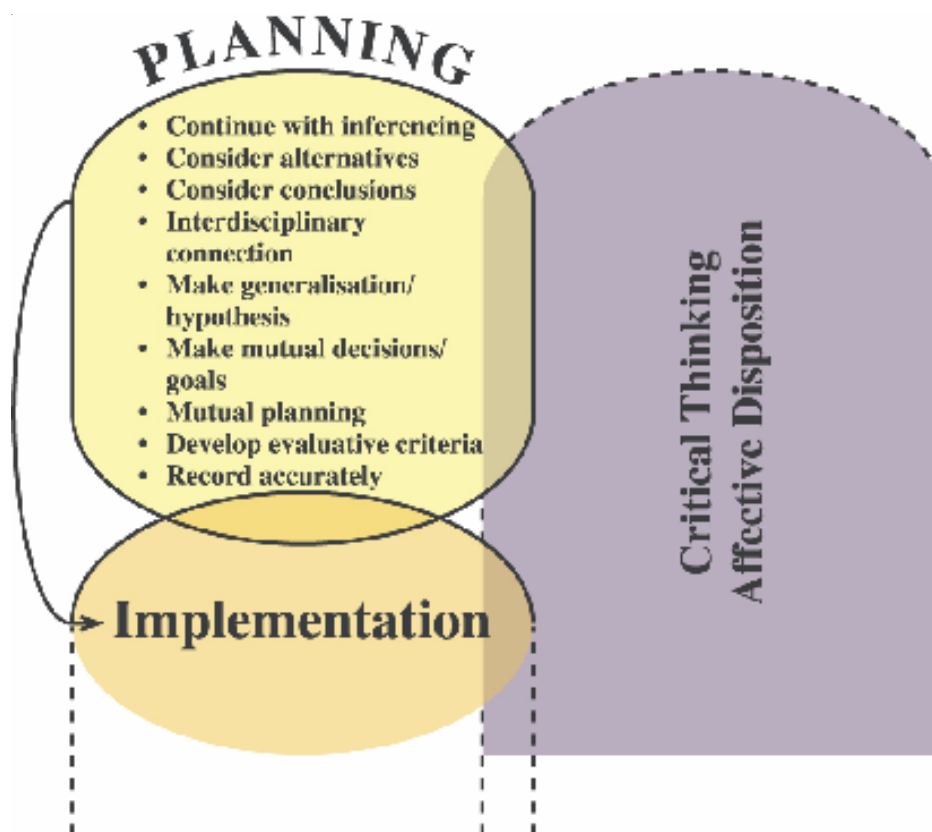 PLANNING
• Continue with inferencing
• Consider alternatives
• Consider conclusions
• Interdisciplinary
connection
• Make generalisation/
hypothesis
• Make mutual decisions/
goals
• Mutual planning
• Develop evaluative criteria
• Record accurately
Implementation
Critical Thinking
Affective Disposition